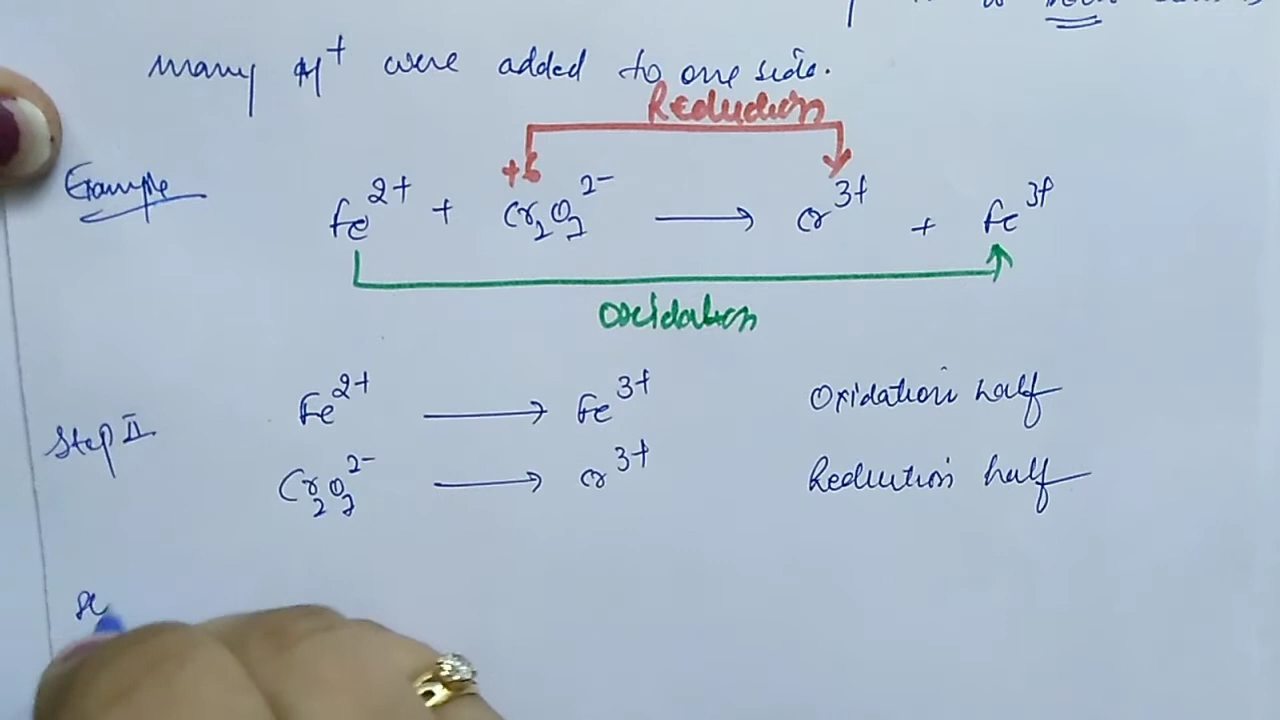 many H⁺ were added to one side.
Reduction
+6
Example Fe²⁺ + Cr₂O₇²⁻ → Cr³⁺ + Fe³⁺
Oxidation
Step II Fe²⁺ → Fe³⁺ Oxidation half
Cr₂O₇²⁻ → Cr³⁺ Reduction half